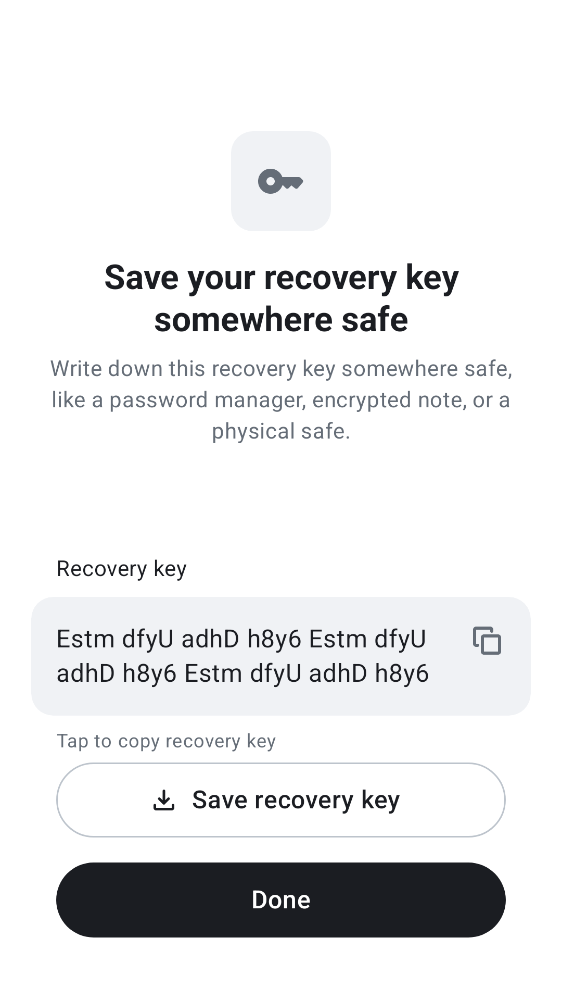 Save your recovery key
somewhere safe
Write down this recovery key somewhere safe,
like a password manager, encrypted note, or a
physical safe.
Recovery key
Estm dfyU adhD h8y6 Estm dfyU
adhD h8y6 Estm dfyU adhD h8y6
Tap to copy recovery key
Save recovery key
Done